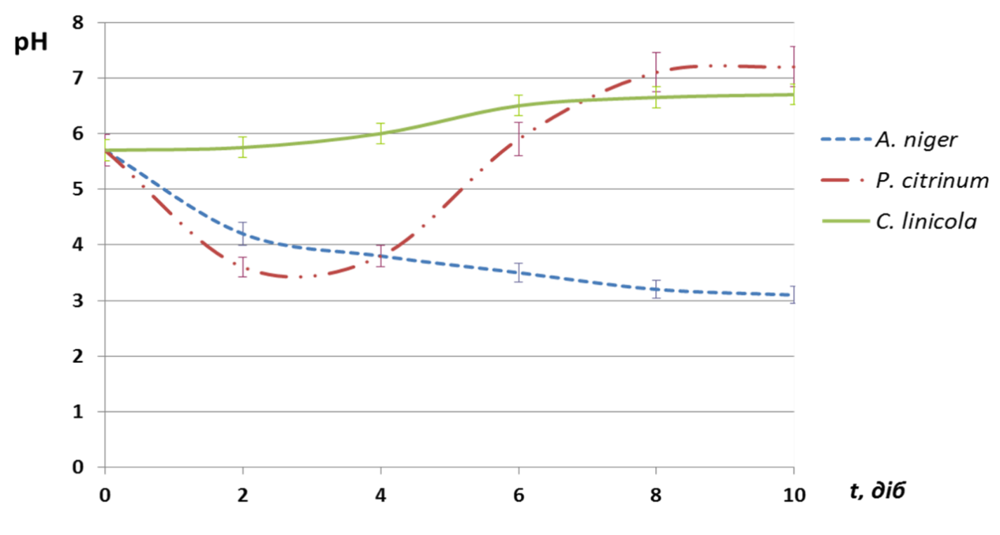 pH
8
7
6
5
4
3
2
1
0
0 2 4 6 8 10
t, діб
A. niger
P. citrinum
C. linicola